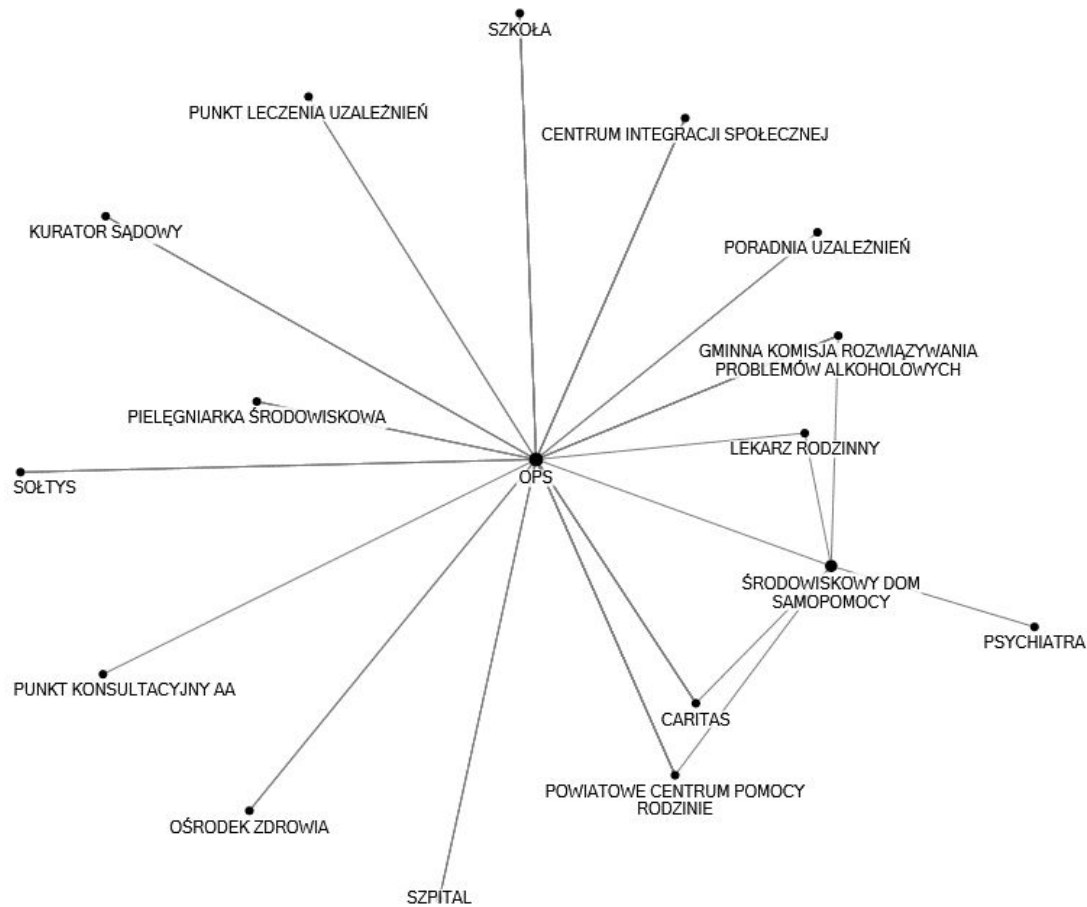 SZKOŁA
PUNKT LECZENIA UZALEŻNIEŃ
CENTRUM INTEGRACJI SPOŁECZNEJ
KURATOR SĄDOWY
PORADNIA UZALEŻNIEŃ
GMINNA KOMISJA ROZWIĄZYWANIA
PROBLEMÓW ALKOHOLOWYCH
PIELĘGNIARKA ŚRODOWISKOWA
LEKARZ RODZINNY
OPS
SOŁTYS
ŚRODOWISKOWY DOM
SAMOPOMOCY
PSYCHIATRA
PUNKT KONSULTACYJNY AA
CARITAS
POWIATOWE CENTRUM POMOCY
RODZINIE
OŚRODEK ZDROWIA
SZPITAL